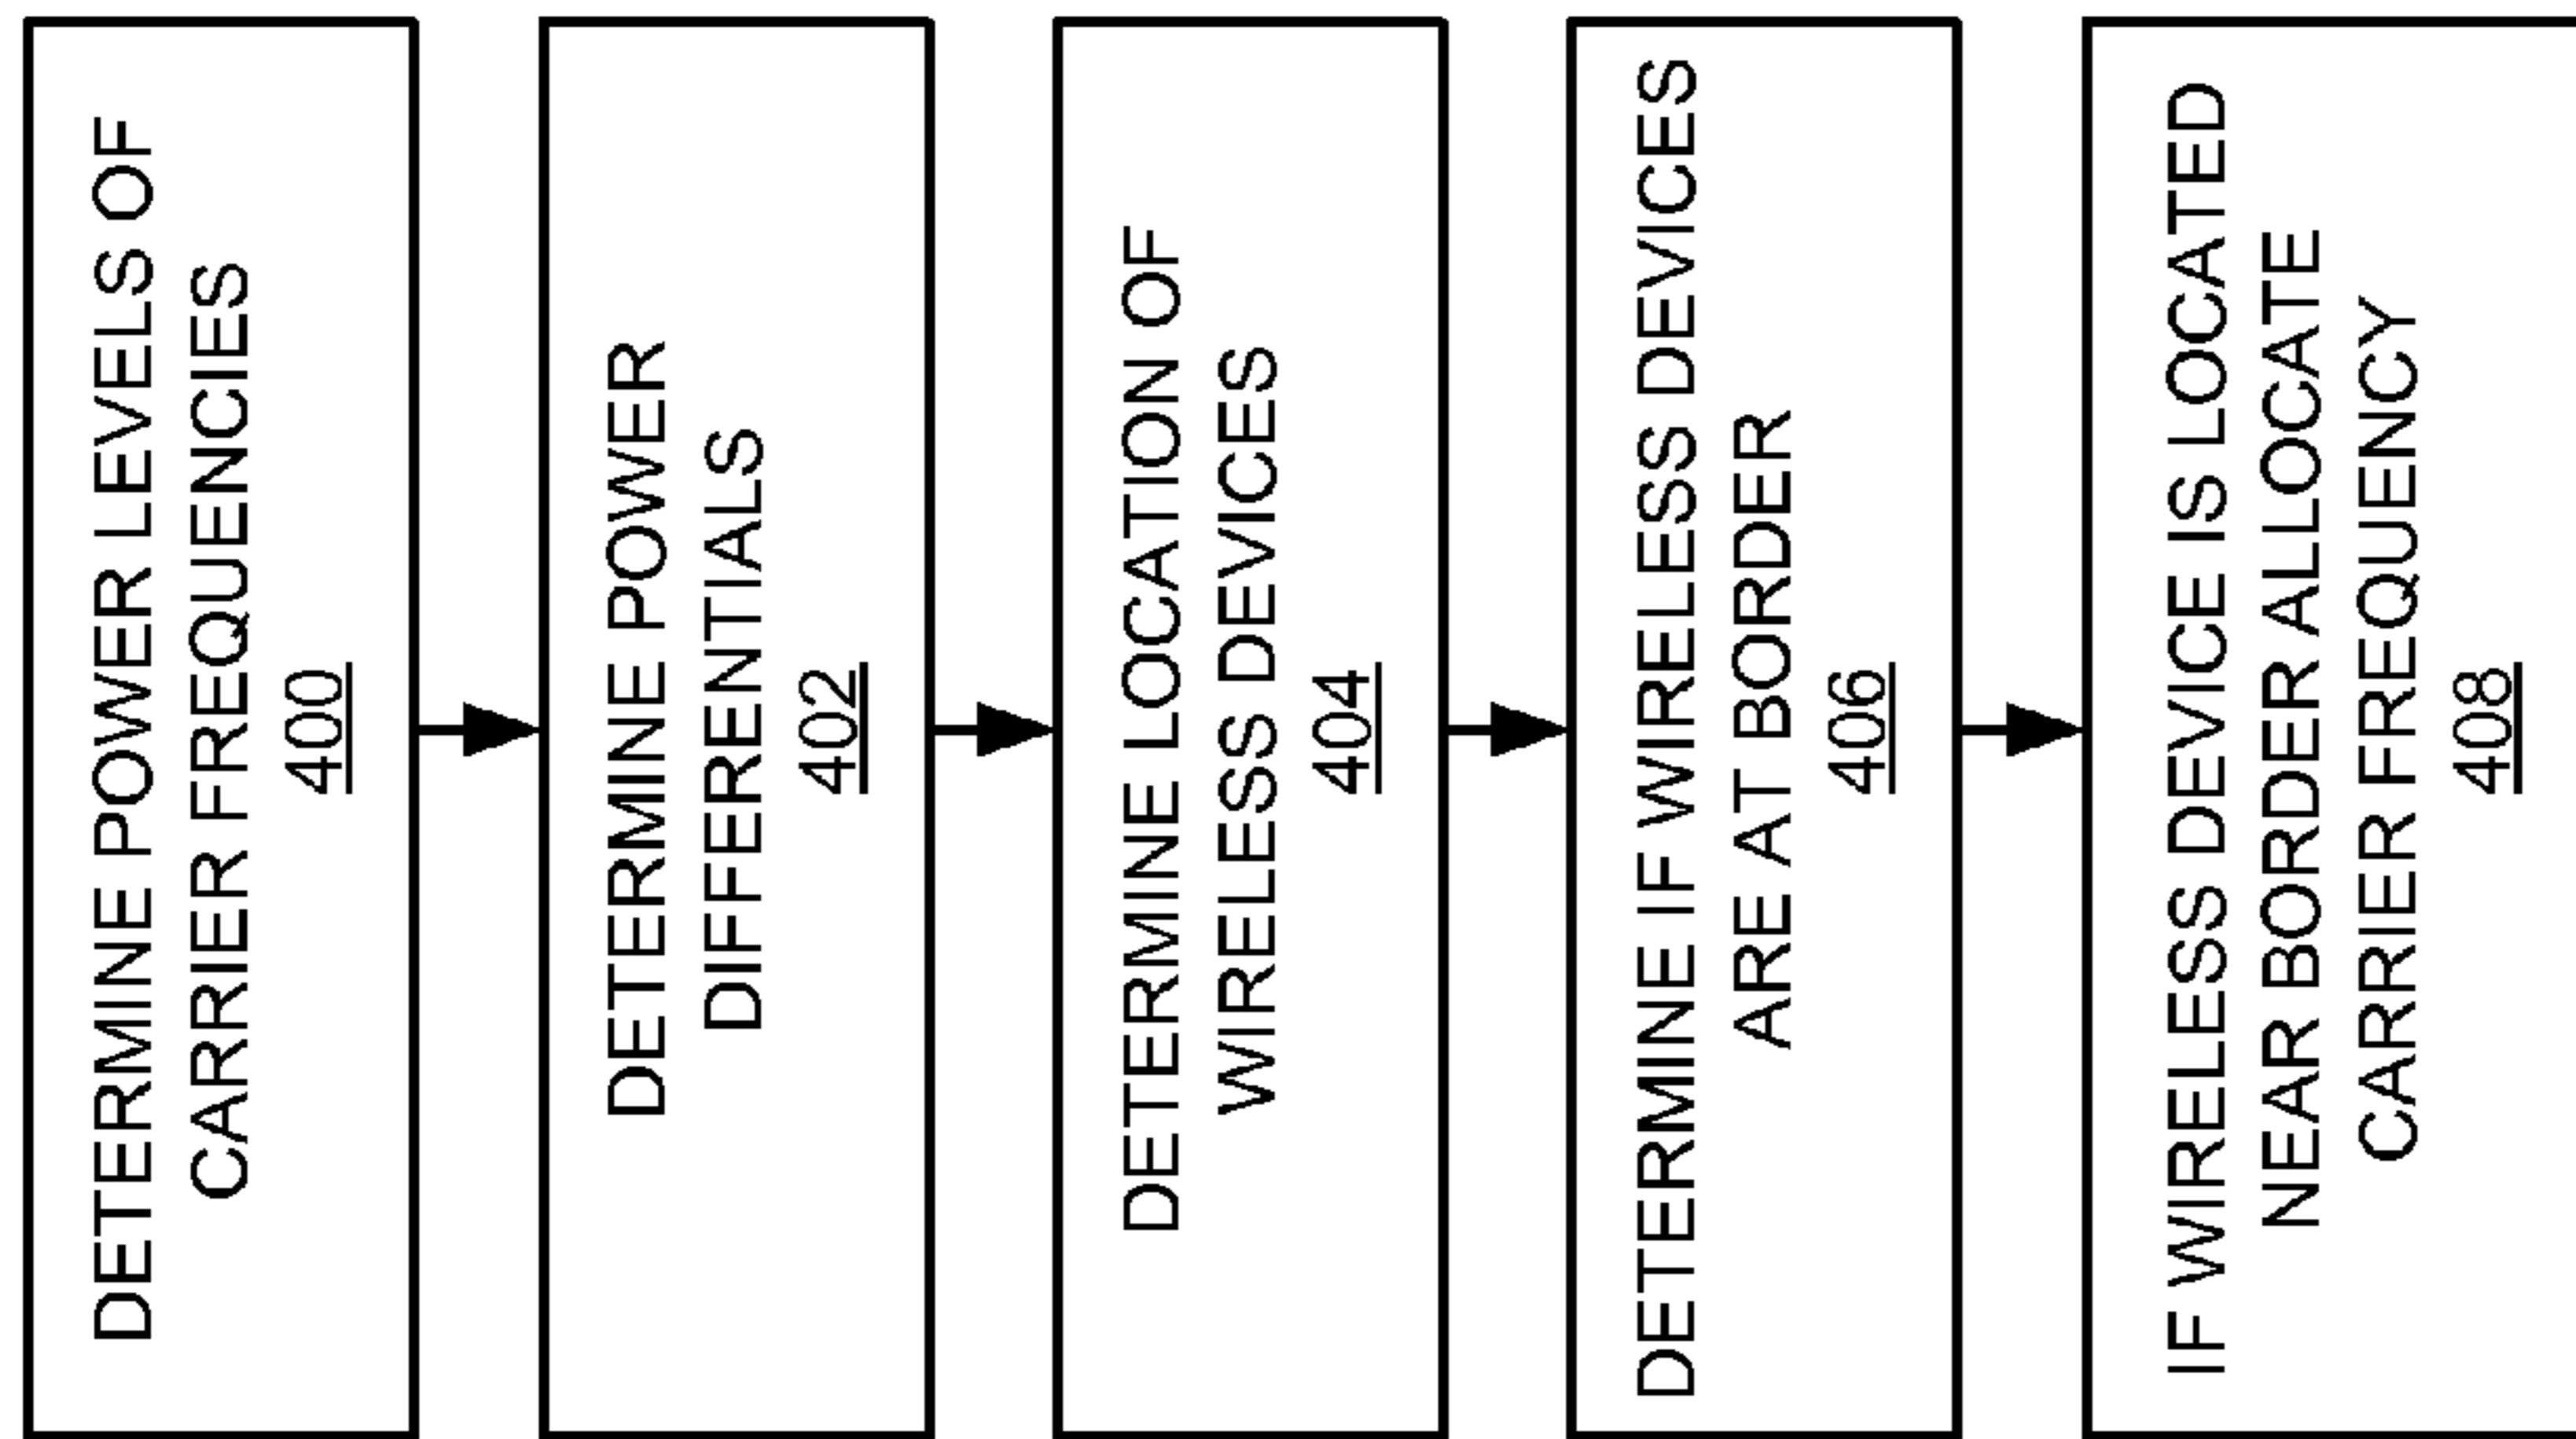 DETERMINE POWER LEVELS OF
CARRIER FREQUENCIES
400
DETERMINE POWER
DIFFERENTIALS
402
DETERMINE LOCATION OF
WIRELESS DEVICES
404
DETERMINE IF WIRELESS DEVICES
ARE AT BORDER
406
IF WIRELESS DEVICE IS LOCATED
NEAR BORDER ALLOCATE
CARRIER FREQUENCY
408